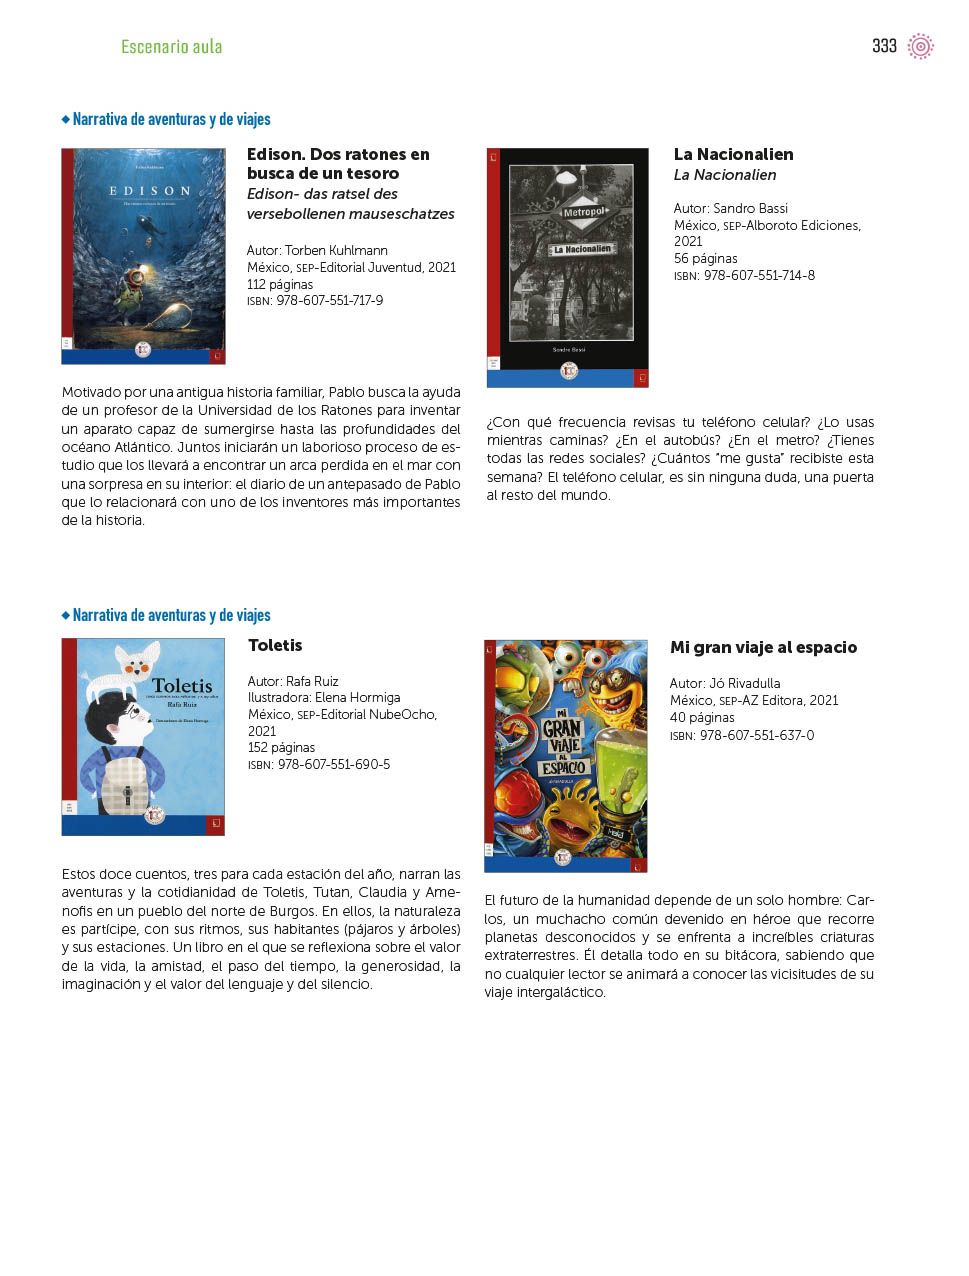 Escenario aula
333
Narrativa de aventuras y de viajes
EDISON
Edison. Dos ratones en
busca de un tesoro
Edison- das ratsel des
versebollenen mauseschatzes
Autor: Torben Kuhlmann
México, SEP-Editorial Juventud, 2021
112 páginas
ISBN: 978-607-551-717-9
Motivado por una antigua historia familiar, Pablo busca la ayuda
de un profesor de la Universidad de los Ratones para inventar
un aparato capaz de sumergirse hasta las profundidades del
océano Atlántico. Juntos iniciarán un laborioso proceso de es-
tudio que los llevará a encontrar un arca perdida en el mar con
una sorpresa en su interior: el diario de un antepasado de Pablo
que lo relacionará con uno de los inventores más importantes
de la historia.
Metropol
La Nacionalien
Sandro Bassi
La Nacionalien
La Nacionalien
Autor: Sandro Bassi
México, SEP-Alboroto Ediciones,
2021
56 páginas
ISBN: 978-607-551-714-8
¿Con qué frecuencia revisas tu teléfono celular? ¿Lo usas
mientras caminas? ¿En el autobús? ¿En el metro? ¿Tienes
todas las redes sociales? ¿Cuántos "me gusta" recibiste esta
semana? El teléfono celular, es sin ninguna duda, una puerta
al resto del mundo.
Narrativa de aventuras y de viajes
Toletis
Rafa Ruiz
Toletis
Autor: Rafa Ruiz
Ilustradora: Elena Hormiga
México, SEP-Editorial NubeOcho,
2021
152 páginas
ISBN: 978-607-551-690-5
Estos doce cuentos, tres para cada estación del año, narran las
aventuras y la cotidianidad de Toletis, Tutan, Claudia y Ame-
nofis en un pueblo del norte de Burgos. En ellos, la naturaleza
es partícipe, con sus ritmos, sus habitantes (pájaros y árboles)
y sus estaciones. Un libro en el que se reflexiona sobre el valor
de la vida, la amistad, el paso del tiempo, la generosidad, la
imaginación y el valor del lenguaje y del silencio.
MI
GRAN
VIAJE
AL
ESPACIO
Mi gran viaje al espacio
Autor: Jó Rivadulla
México, SEP-AZ Editora, 2021
40 páginas
ISBN: 978-607-551-637-0
El futuro de la humanidad depende de un solo hombre: Car-
los, un muchacho común devenido en héroe que recorre
planetas desconocidos y se enfrenta a increíbles criaturas
extraterrestres. Él detalla todo en su bitácora, sabiendo que
no cualquier lector se animará a conocer las vicisitudes de su
viaje intergaláctico.